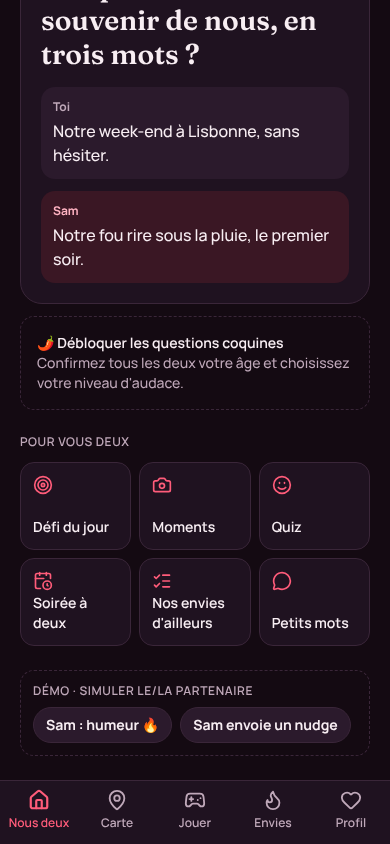 souvenir de nous, en
trois mots ?
Toi
Notre week-end à Lisbonne, sans
hésiter.
Sam
Notre fou rire sous la pluie, le premier
soir.
🌶️ Débloquer les questions coquines
Confirmez tous les deux votre âge et choisissez
votre niveau d'audace.
POUR VOUS DEUX
Défi du jour
Moments
Quiz
Soirée à
deux
Nos envies
d'ailleurs
Petits mots
DÉMO · SIMULER LE/LA PARTENAIRE
Sam : humeur 🔥
Sam envoie un nudge
Nous deux
Carte
Jouer
Envies
Profil